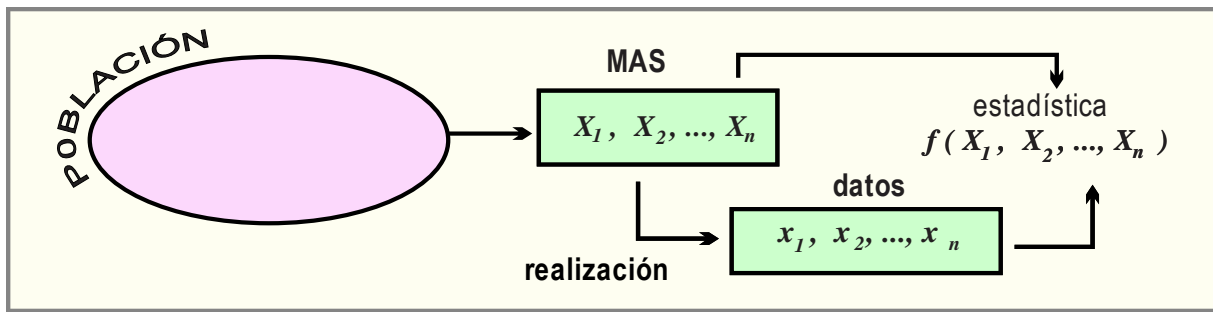 POBLACIÓN
MAS
X1, X2, ..., Xn
estadística
f ( X1, X2, ..., Xn )
datos
x1, x2, ..., xn
realización